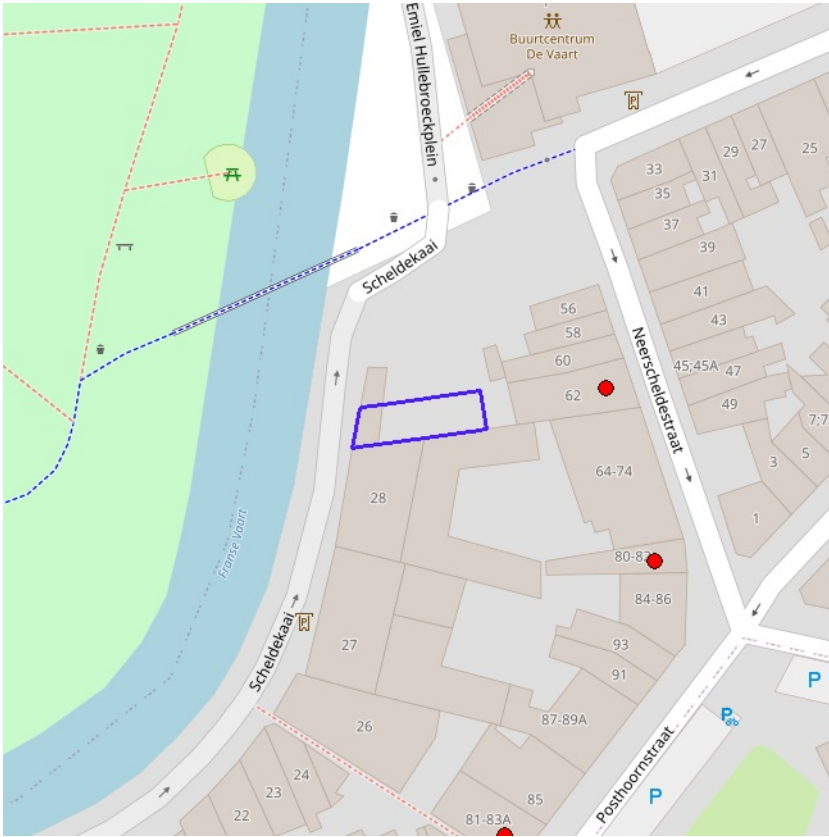 Emiel Hullebroeckplein
Buurtcentrum
De Vaart
P
33
31
29
27
25
35
37
39
41
43
45;45A
47
49
7;7
5
3
1
Scheldekaai
Neerscheldestraat
56
58
60
62
64-74
80-82
84-86
93
91
87-89A
85
81-83A
28
27
26
24
23
22
Franse Vaart
Scheldekaai
P
Posthoornstraat
P
P
P